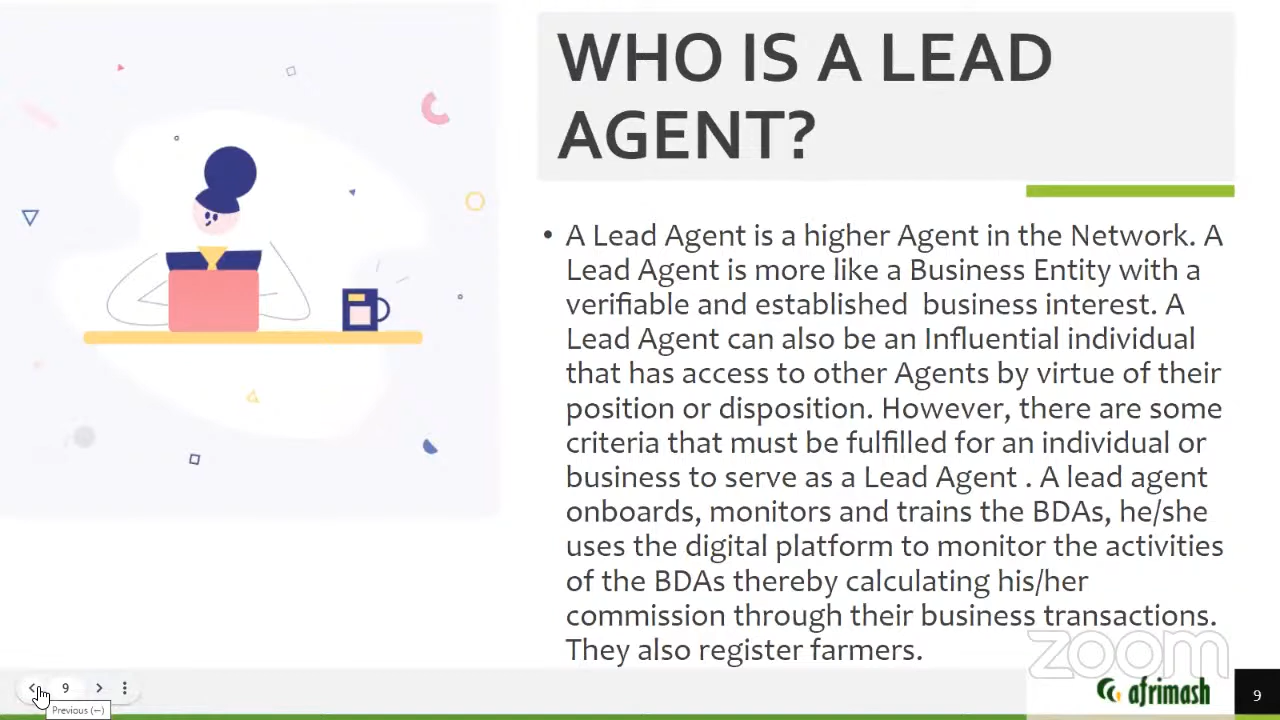 WHO IS A LEAD
AGENT?
• A Lead Agent is a higher Agent in the Network. A
Lead Agent is more like a Business Entity with a
verifiable and established business interest. A
Lead Agent can also be an Influential individual
that has access to other Agents by virtue of their
position or disposition. However, there are some
criteria that must be fulfilled for an individual or
business to serve as a Lead Agent . A lead agent
onboards, monitors and trains the BDAs, he/she
uses the digital platform to monitor the activities
of the BDAs thereby calculating his/her
commission through their business transactions.
They also register farmers.
zoom
9
Previous (←)
afrimash
9